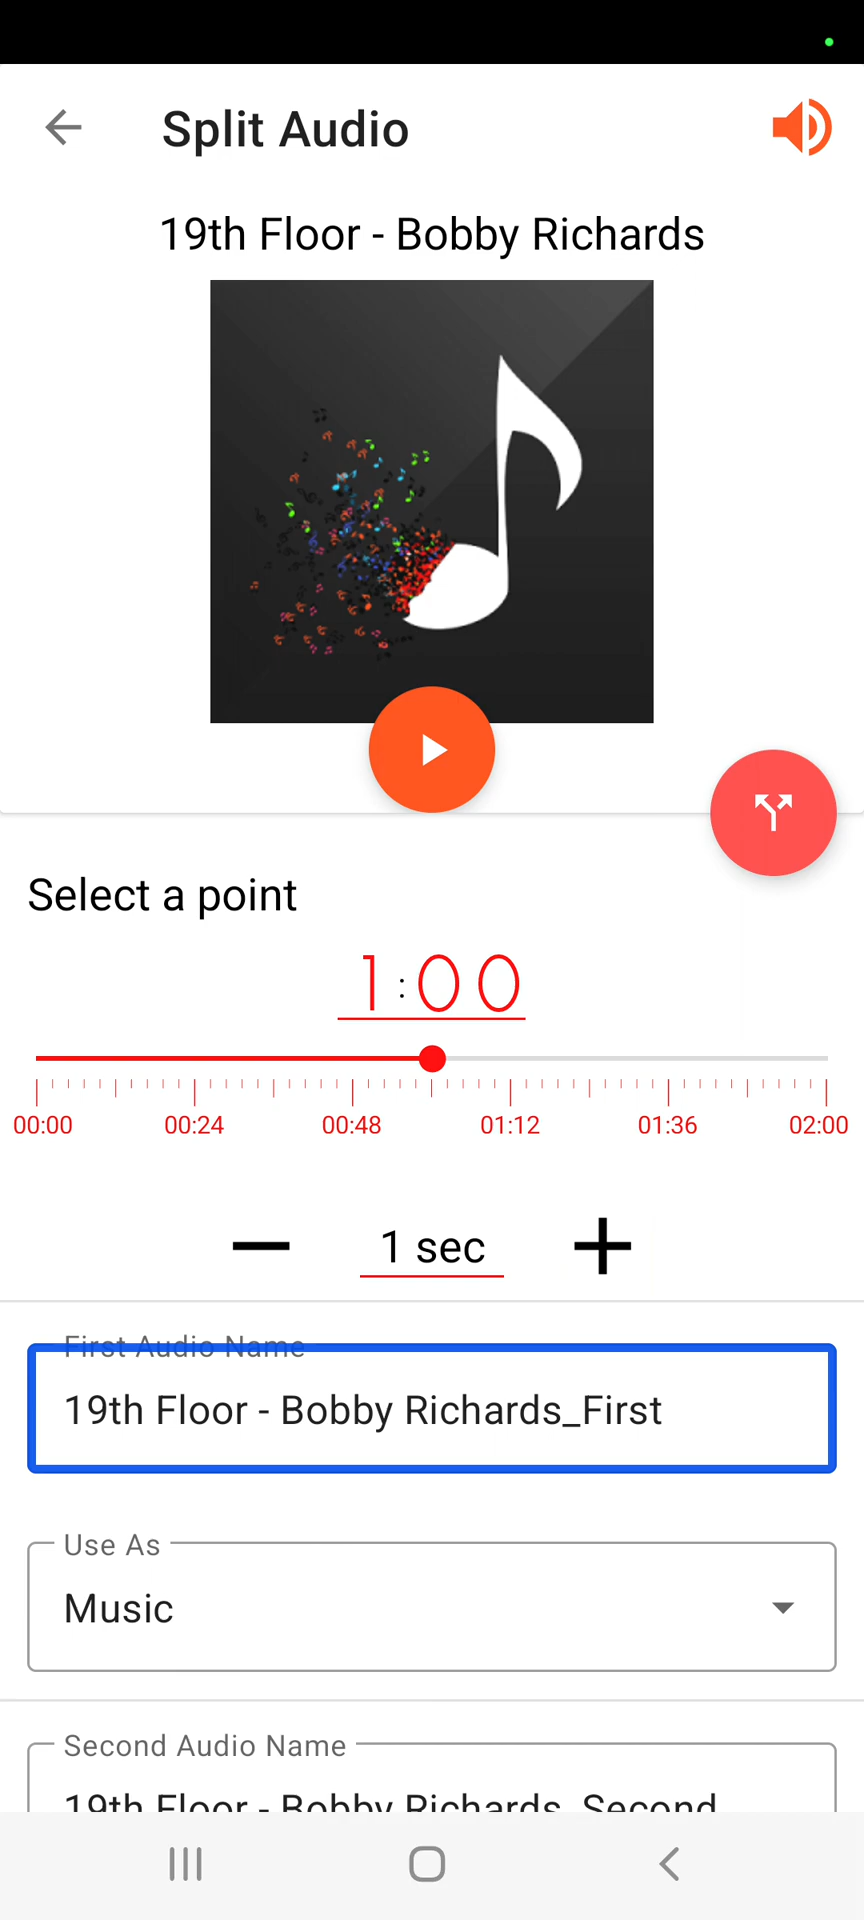 Split Audio
19th Floor - Bobby Richards
Select a point
1:00
00:00 00:24 00:48 01:12 01:36 02:00
1 sec
First Audio Name
19th Floor - Bobby Richards_First
Use As
Music
Second Audio Name
19th Floor - Bobby Richards_Second